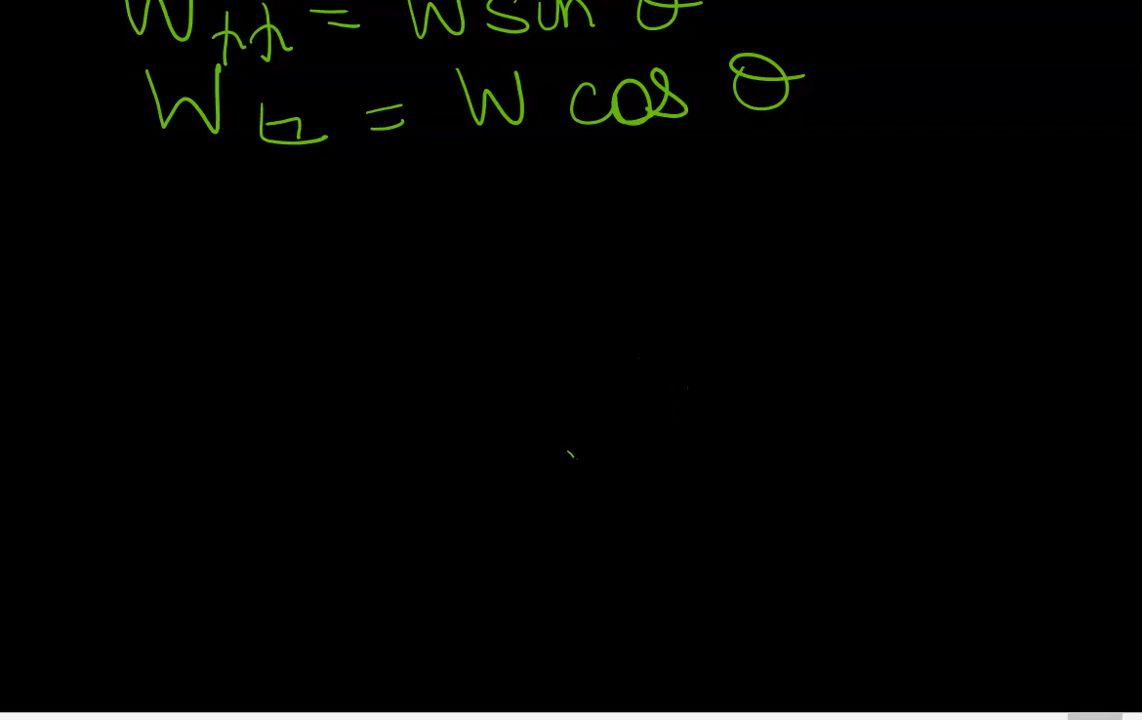 W⫽ = W sin θ
W⊾ = W cos θ